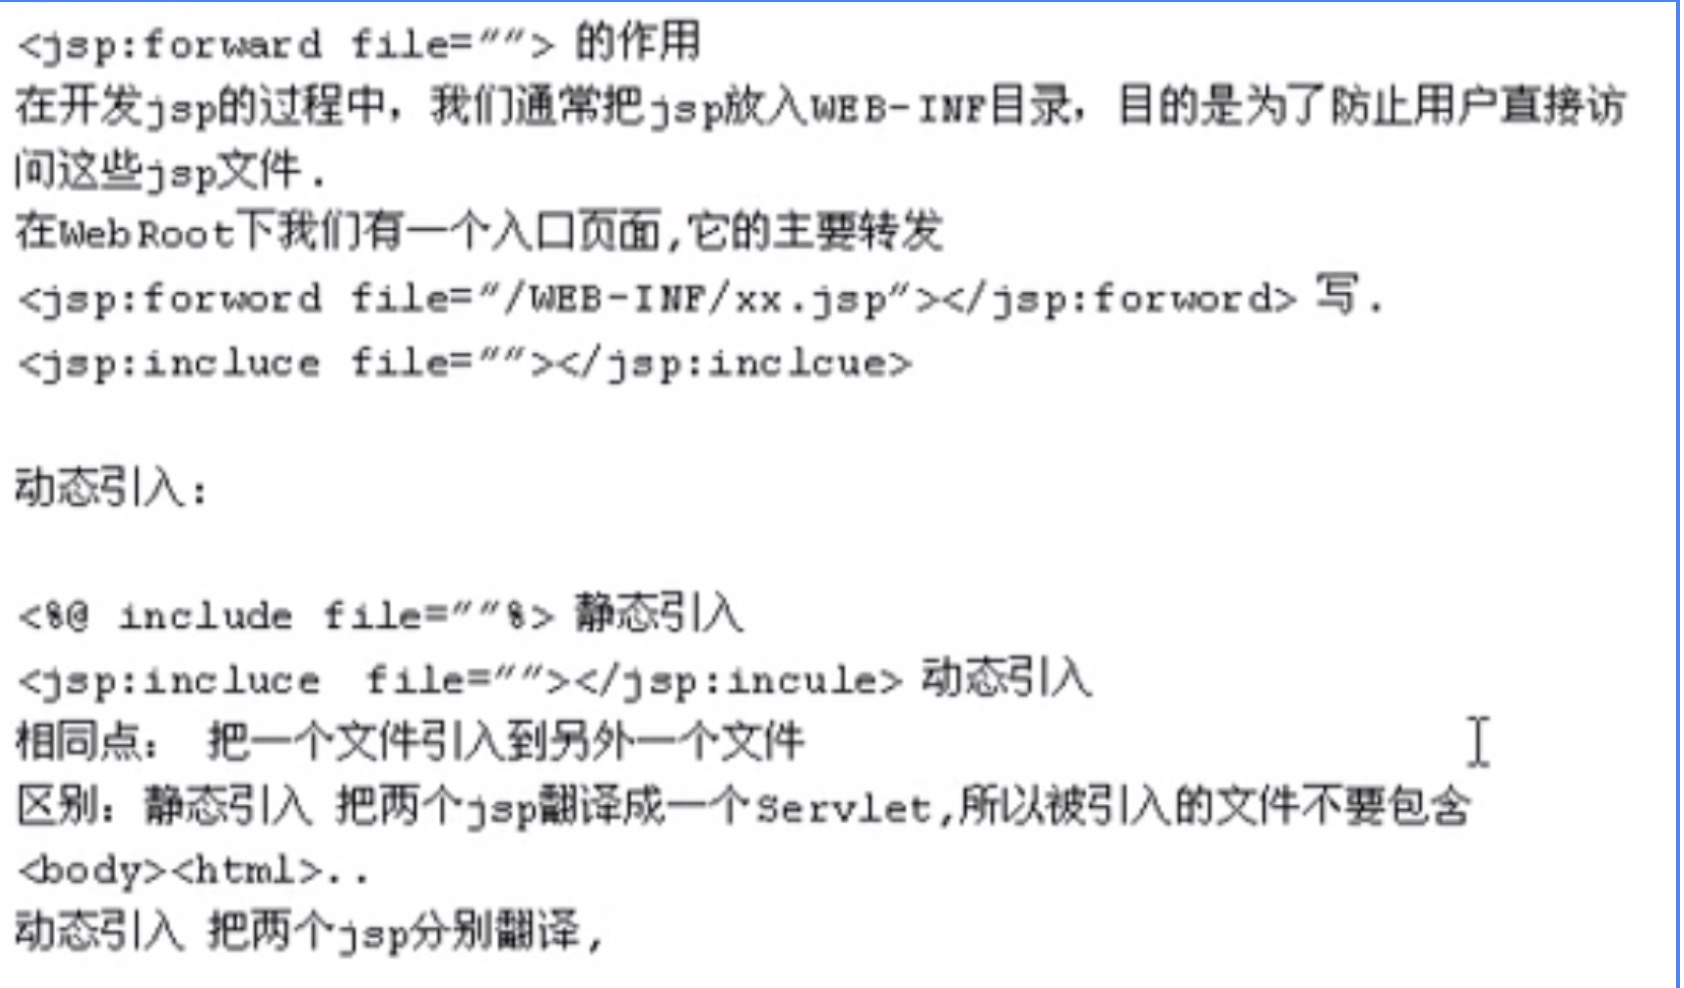 <jsp:forward file=""> 的作用
在开发jsp的过程中，我们通常把jsp放入WEB-INF目录，目的是为了防止用户直接访
问这些jsp文件.
在WebRoot下我们有一个入口页面,它的主要转发
<jsp:forword file="/WEB-INF/xx.jsp"></jsp:forword> 写.
<jsp:incluce file=""></jsp:inclcue>
动态引入：
<%@ include file=""%> 静态引入
<jsp:incluce  file=""></jsp:incule> 动态引入
相同点： 把一个文件引入到另外一个文件
区别：静态引入 把两个jsp翻译成一个Servlet,所以被引入的文件不要包含
<body><html>..
动态引入 把两个jsp分别翻译,